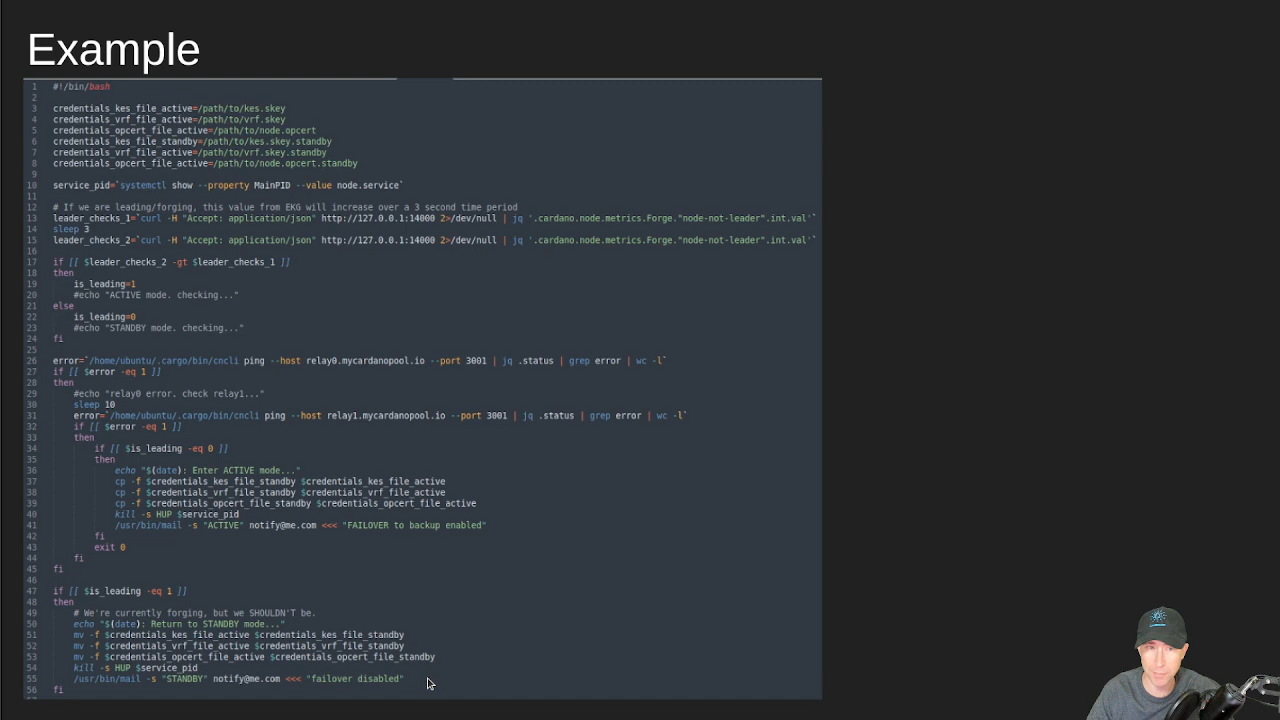 Example
1 #!/bin/bash
2
3 credentials_kes_file_active=/path/to/kes.skey
4 credentials_vrf_file_active=/path/to/vrf.skey
5 credentials_opcert_file_active=/path/to/node.opcert
6 credentials_kes_file_standby=/path/to/kes.skey.standby
7 credentials_vrf_file_active=/path/to/vrf.skey.standby
8 credentials_opcert_file_active=/path/to/node.opcert.standby
9
10 service_pid=`systemctl show --property MainPID --value node.service`
11
12 # If we are leading/forging, this value from EKG will increase over a 3 second time period
13 leader_checks_1=`curl -H "Accept: application/json" http://127.0.0.1:14000 2>/dev/null | jq '.cardano.node.metrics.Forge."node-not-leader".int.val'`
14 sleep 3
15 leader_checks_2=`curl -H "Accept: application/json" http://127.0.0.1:14000 2>/dev/null | jq '.cardano.node.metrics.Forge."node-not-leader".int.val'`
16
17 if [[ $leader_checks_2 -gt $leader_checks_1 ]]
18 then
19 is_leading=1
20 #echo "ACTIVE mode. checking..."
21 else
22 is_leading=0
23 #echo "STANDBY mode. checking..."
24 fi
25
26 error=`/home/ubuntu/.cargo/bin/cncli ping --host relay0.mycardanopool.io --port 3001 | jq .status | grep error | wc -l`
27 if [[ $error -eq 1 ]]
28 then
29 #echo "relay0 error. check relay1..."
30 sleep 10
31 error=`/home/ubuntu/.cargo/bin/cncli ping --host relay1.mycardanopool.io --port 3001 | jq .status | grep error | wc -l`
32 if [[ $error -eq 1 ]]
33 then
34 if [[ $is_leading -eq 0 ]]
35 then
36 echo "$(date): Enter ACTIVE mode..."
37 cp -f $credentials_kes_file_standby $credentials_kes_file_active
38 cp -f $credentials_vrf_file_standby $credentials_vrf_file_active
39 cp -f $credentials_opcert_file_standby $credentials_opcert_file_active
40 kill -s HUP $service_pid
41 /usr/bin/mail -s "ACTIVE" notify@me.com <<< "FAILOVER to backup enabled"
42 fi
43 exit 0
44 fi
45 fi
46
47 if [[ $is_leading -eq 1 ]]
48 then
49 # We're currently forging, but we SHOULDN'T be.
50 echo "$(date): Return to STANDBY mode..."
51 mv -f $credentials_kes_file_active $credentials_kes_file_standby
52 mv -f $credentials_vrf_file_active $credentials_vrf_file_standby
53 mv -f $credentials_opcert_file_active $credentials_opcert_file_standby
54 kill -s HUP $service_pid
55 /usr/bin/mail -s "STANDBY" notify@me.com <<< "failover disabled"
56 fi